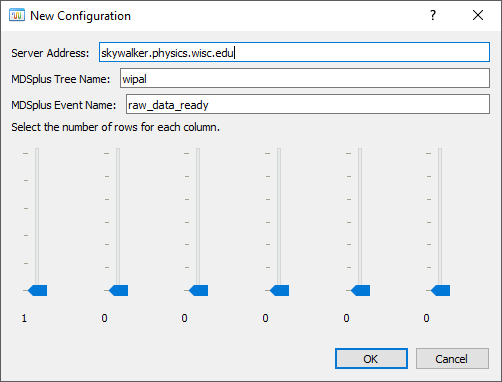 New Configuration
Server Address: skywalker.physics.wisc.edu
MDSplus Tree Name: wipal
MDSplus Event Name: raw_data_ready
Select the number of rows for each column.
1 0 0 0 0 0
OK Cancel